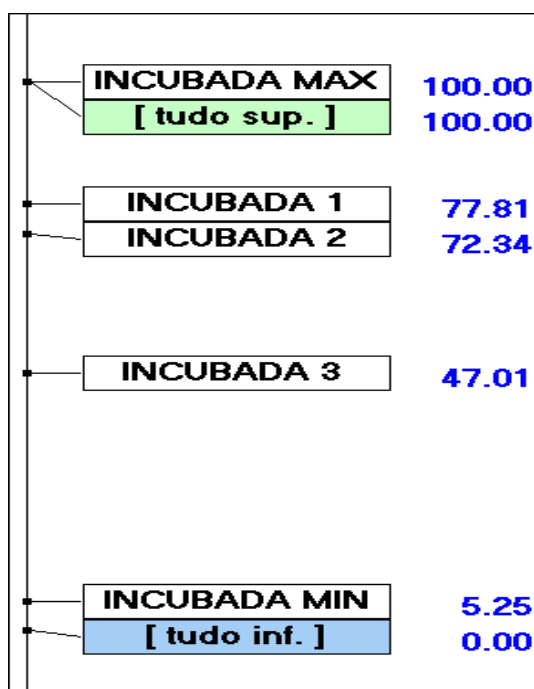 INCUBADA MAX 100.00
[ tudo sup. ] 100.00
INCUBADA 1 77.81
INCUBADA 2 72.34
INCUBADA 3 47.01
INCUBADA MIN 5.25
[ tudo inf. ] 0.00